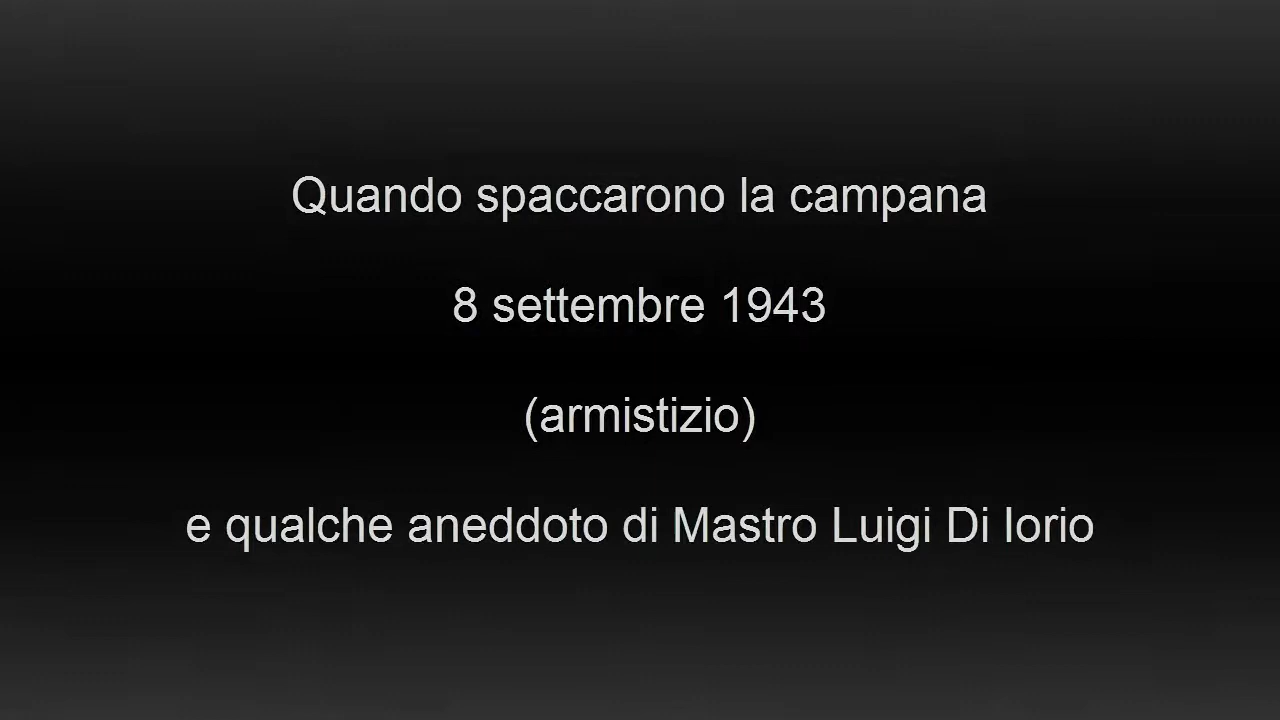 Quando spaccarono la campana
8 settembre 1943
(armistizio)
e qualche aneddoto di Mastro Luigi Di Iorio